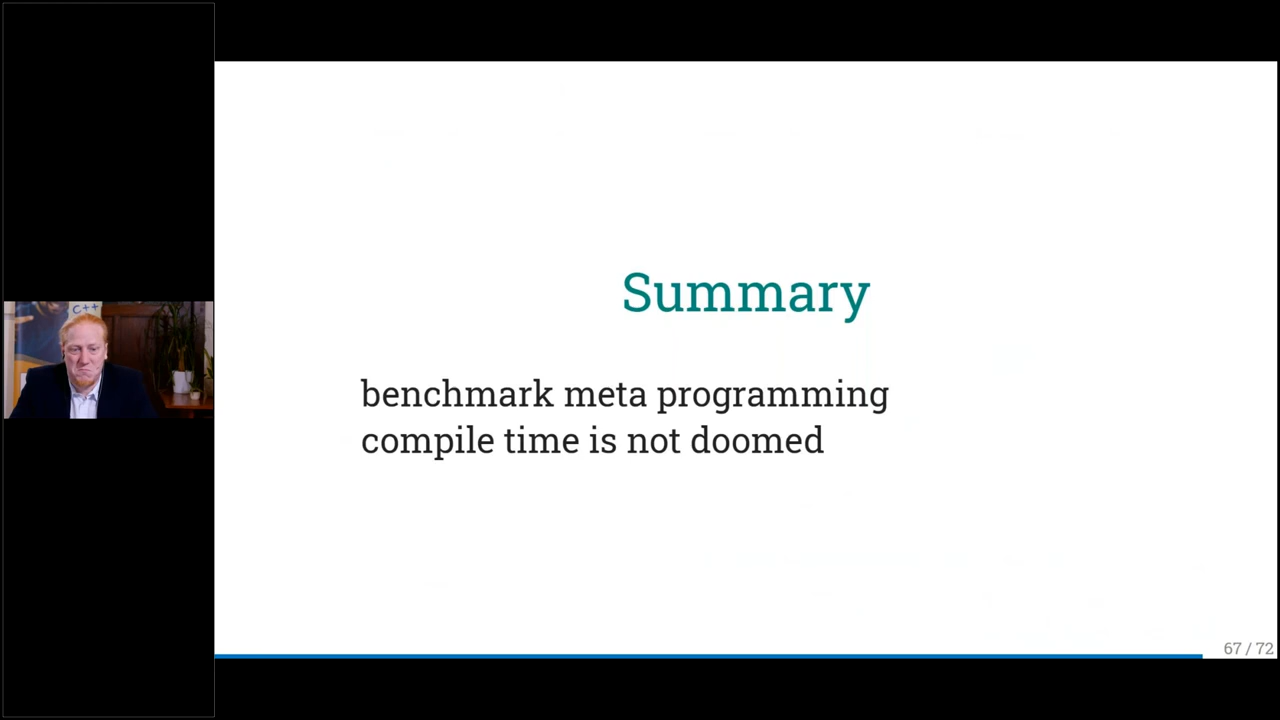 C++
Summary
benchmark meta programming
compile time is not doomed
67 / 72